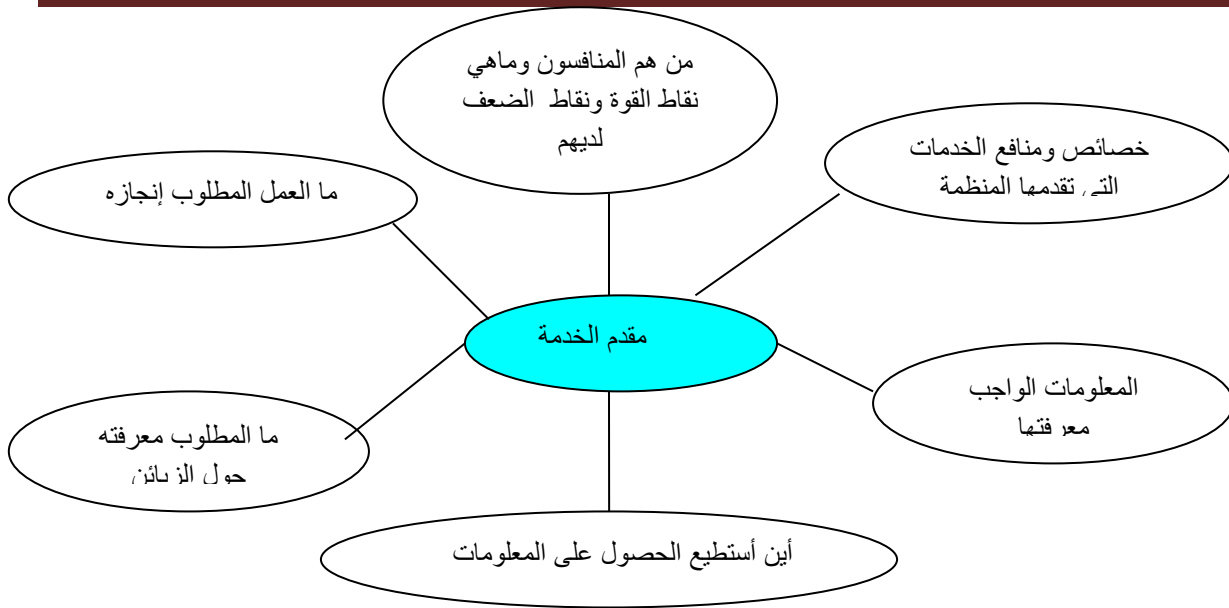 من هم المنافسون وماهي
نقاط القوة ونقاط الضعف
لديهم
خصائص ومنافع الخدمات
التي تقدمها المنظمة
ما العمل المطلوب إنجازه
مقدم الخدمة
المعلومات الواجب
معرفتها
ما المطلوب معرفته
حول الزبائن
أين أستطيع الحصول على المعلومات